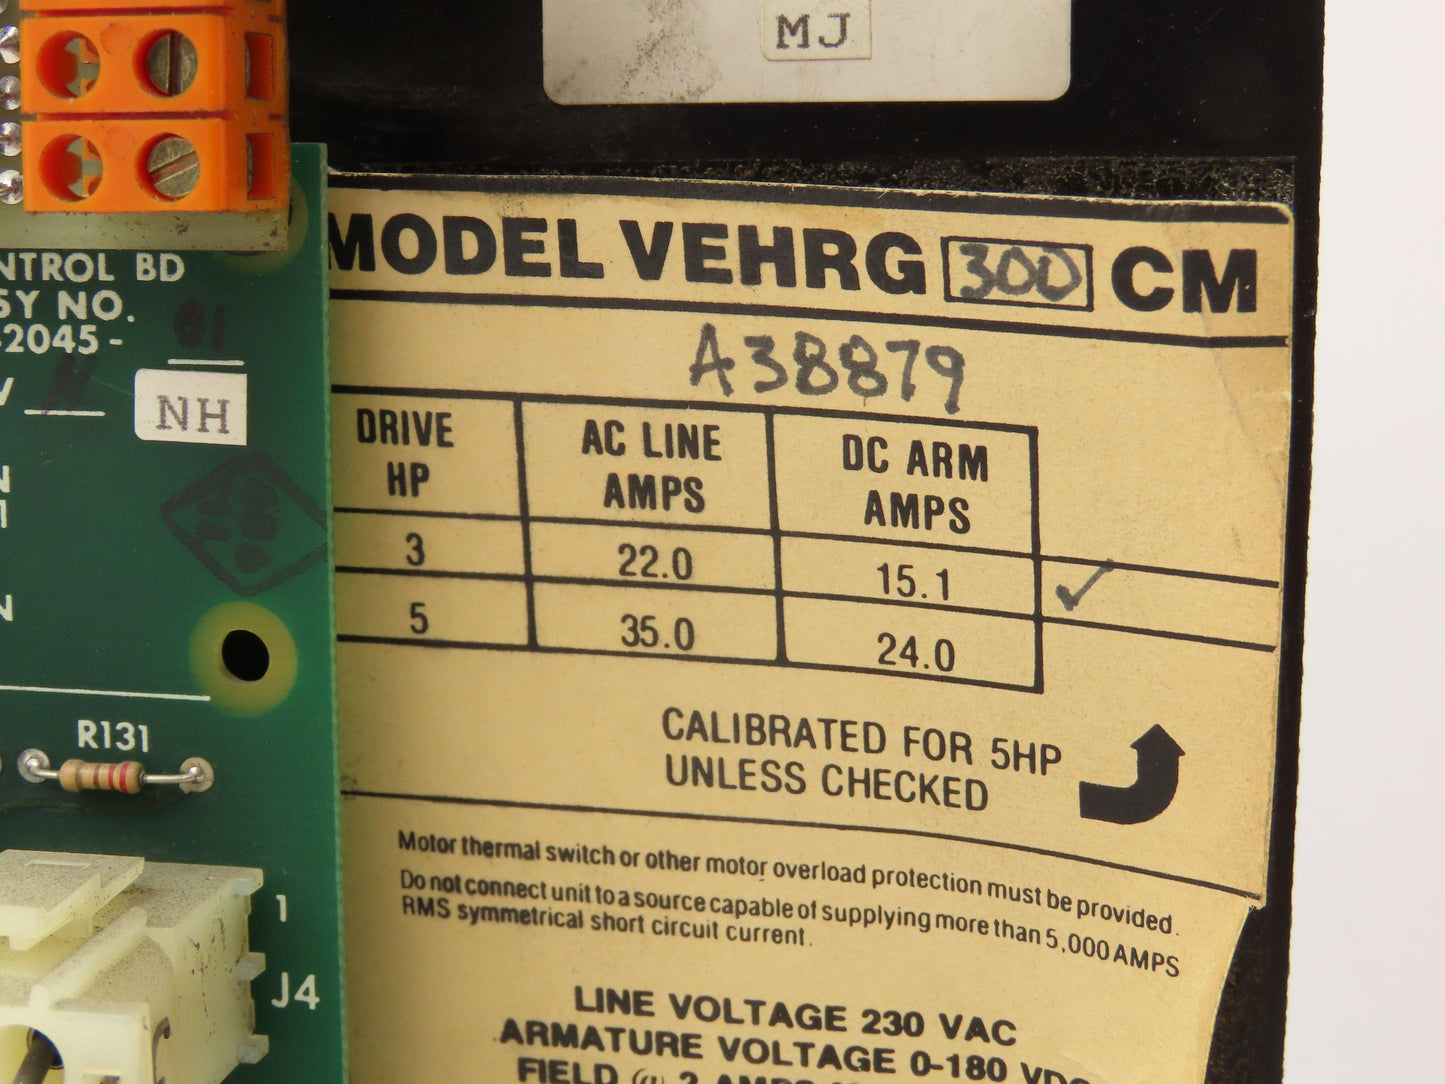 MJ
MODEL VEHRG 300 CM
A38879
DRIVE HP AC LINE AMPS DC ARM AMPS
3 22.0 15.1 ✓
5 35.0 24.0
CALIBRATED FOR 5HP
UNLESS CHECKED
Motor thermal switch or other motor overload protection must be provided.
Do not connect unit to a source capable of supplying more than 5,000 AMPS
RMS symmetrical short circuit current.
LINE VOLTAGE 230 VAC
ARMATURE VOLTAGE 0-180 VDC
FIELD @ 2 AMPS
NTROL BD
SY NO.
2045 - 01
V
NH
N
1
N
R131
1
J4